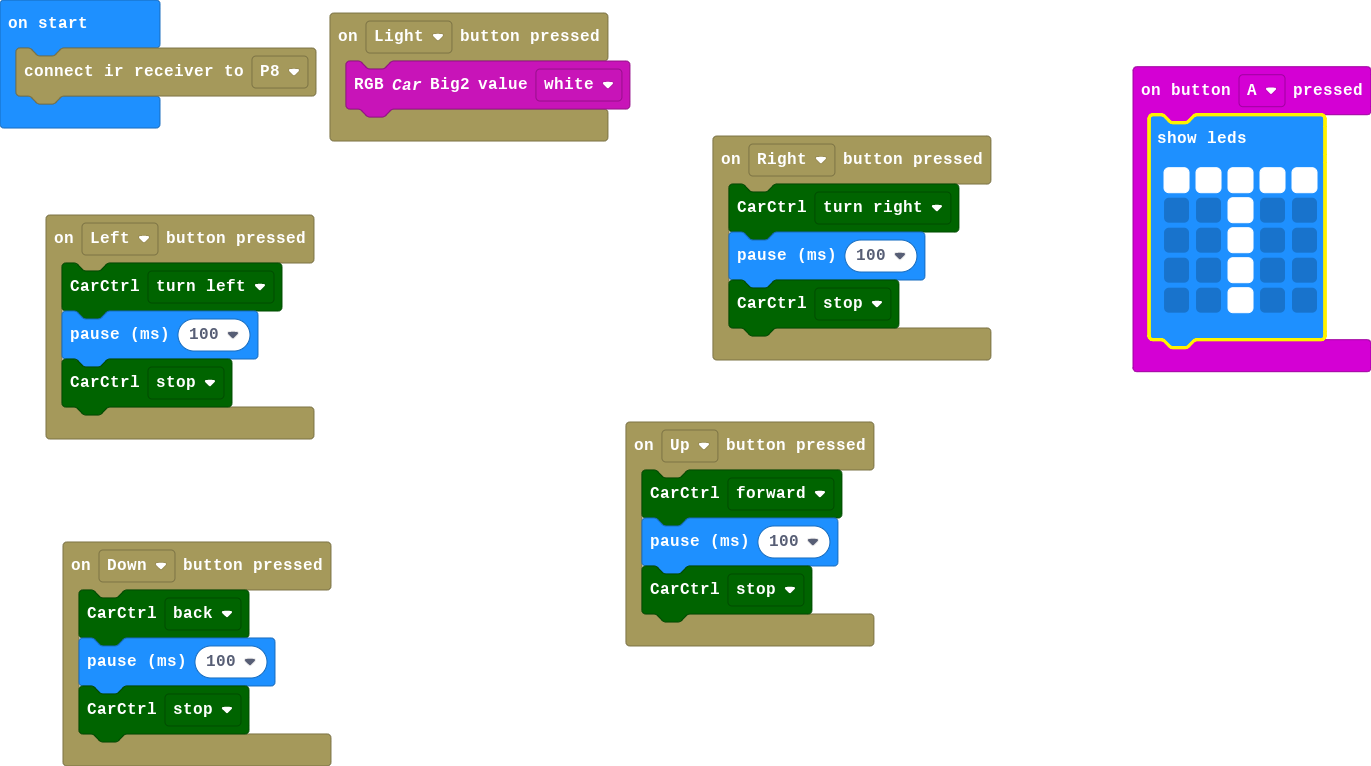 on start
connect ir receiver to P8
on Light button pressed
RGB Car Big2 value white
on button A pressed
show leds
on Right button pressed
CarCtrl turn right
pause (ms) 100
CarCtrl stop
on Left button pressed
CarCtrl turn left
pause (ms) 100
CarCtrl stop
on Up button pressed
CarCtrl forward
pause (ms) 100
CarCtrl stop
on Down button pressed
CarCtrl back
pause (ms) 100
CarCtrl stop